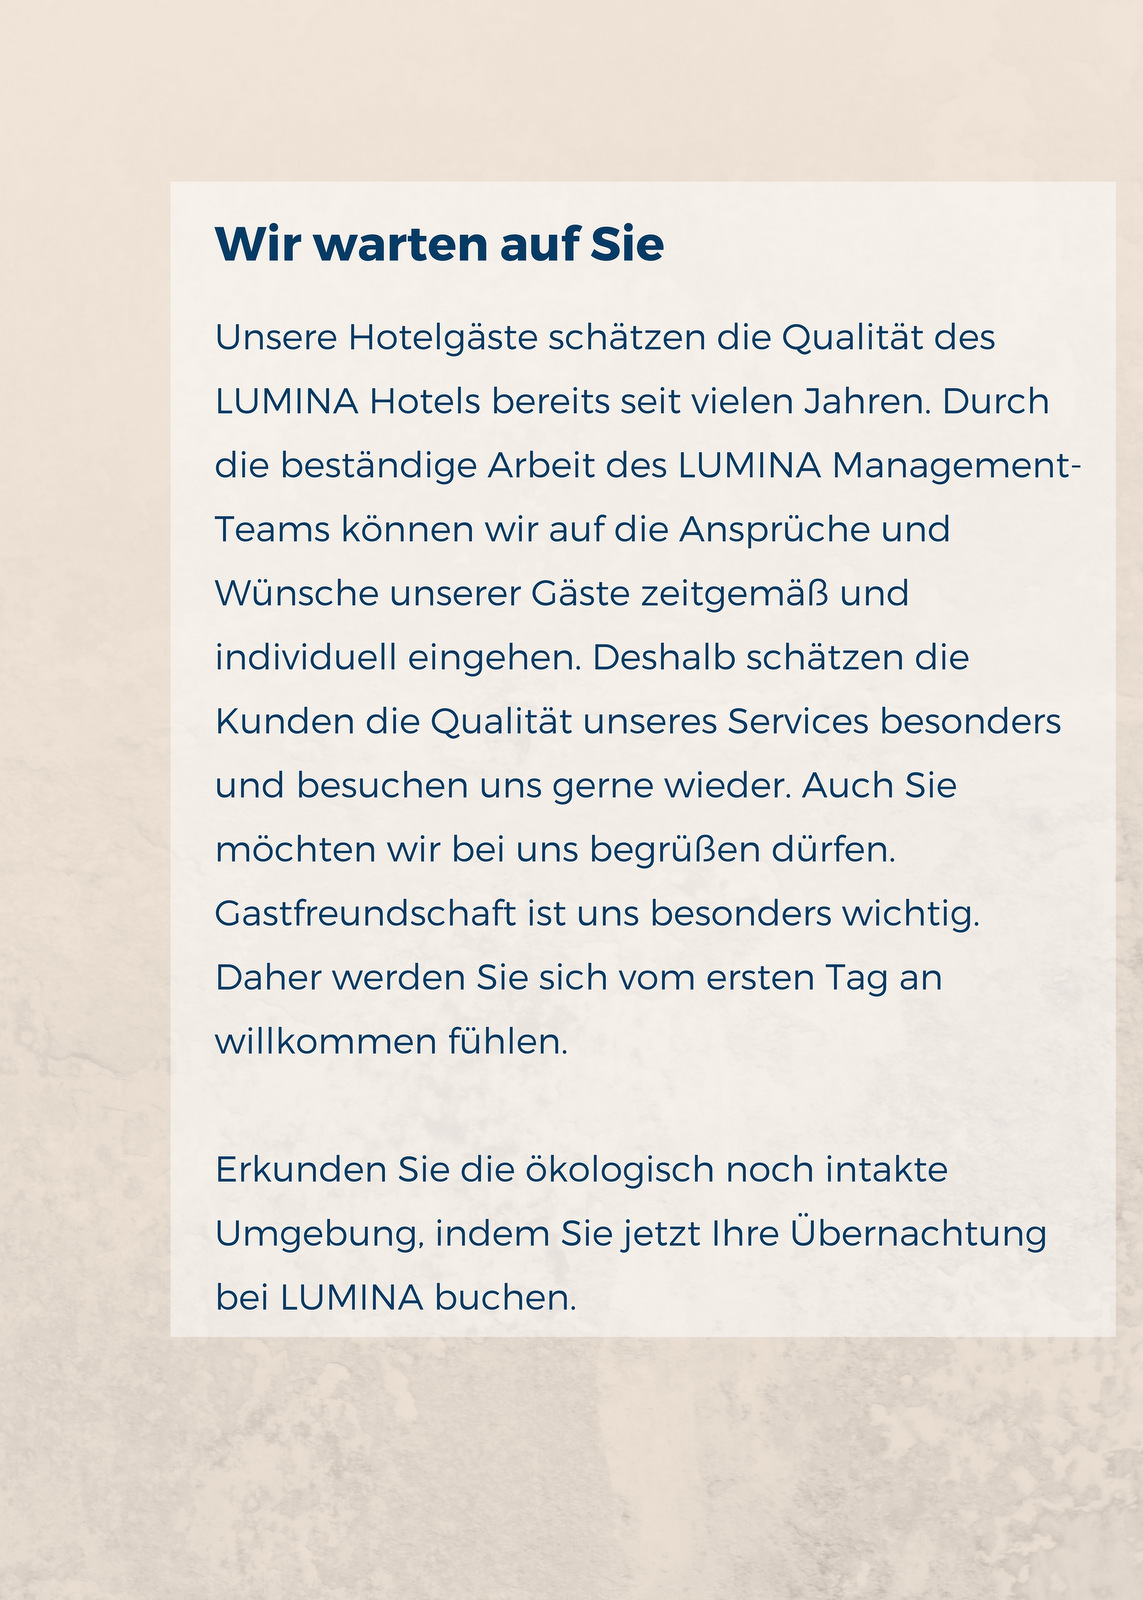 Wir warten auf Sie
Unsere Hotelgäste schätzen die Qualität des
LUMINA Hotels bereits seit vielen Jahren. Durch
die beständige Arbeit des LUMINA Management-
Teams können wir auf die Ansprüche und
Wünsche unserer Gäste zeitgemäß und
individuell eingehen. Deshalb schätzen die
Kunden die Qualität unseres Services besonders
und besuchen uns gerne wieder. Auch Sie
möchten wir bei uns begrüßen dürfen.
Gastfreundschaft ist uns besonders wichtig.
Daher werden Sie sich vom ersten Tag an
willkommen fühlen.
Erkunden Sie die ökologisch noch intakte
Umgebung, indem Sie jetzt Ihre Übernachtung
bei LUMINA buchen.